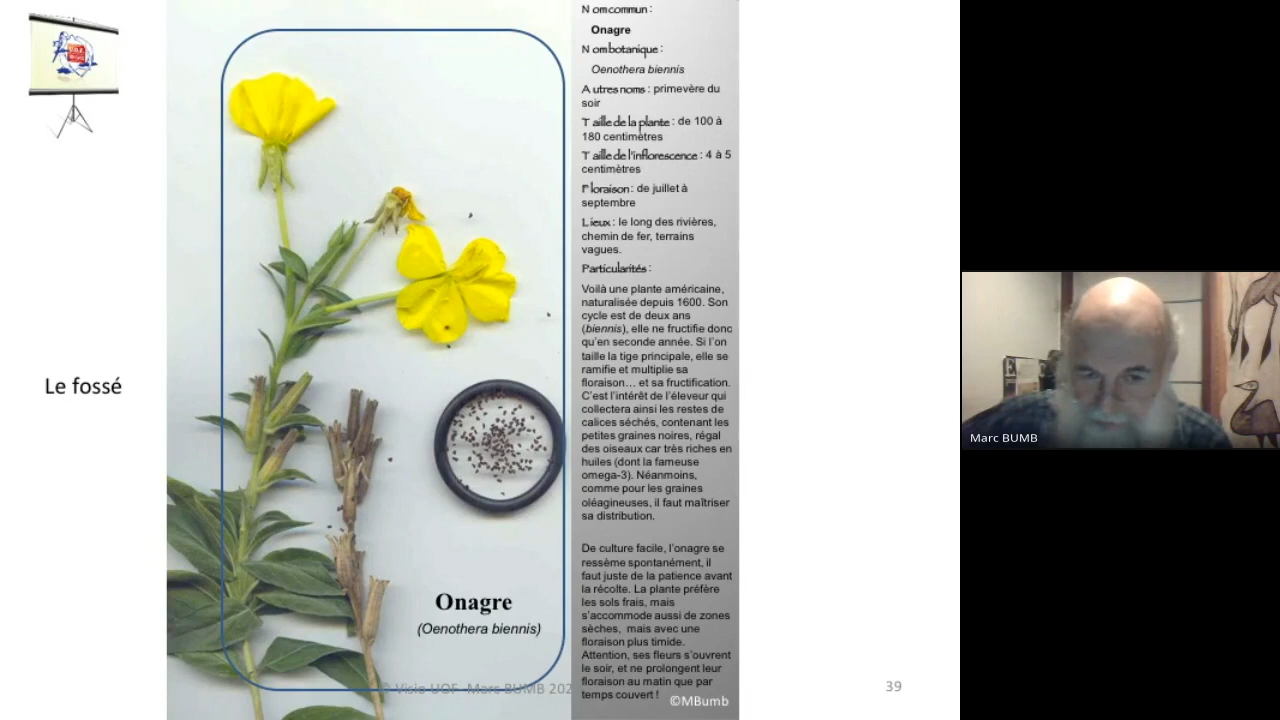 Le fossé
Onagre
(Oenothera biennis)
Nom commun :
Onagre
Nom botanique :
Oenothera biennis
Autres noms : primevère du
soir
Taille de la plante : de 100 à
180 centimètres
Taille de l'inflorescence : 4 à 5
centimètres
Floraison : de juillet à
septembre
Lieux : le long des rivières,
chemin de fer, terrains
vagues.
Particularités :
Voilà une plante américaine,
naturalisée depuis 1600. Son
cycle est de deux ans
(biennis), elle ne fructifie donc
qu'en seconde année. Si l'on
taille la tige principale, elle se
ramifie et multiplie sa
floraison… et sa fructification.
C'est l'intérêt de l'éleveur qui
collectera ainsi les restes de
calices séchés, contenant les
petites graines noires, régal
des oiseaux car très riches en
huiles (dont la fameuse
omega-3). Néanmoins,
comme pour les graines
oléagineuses, il faut maîtriser
sa distribution.
De culture facile, l'onagre se
ressème spontanément, il
faut juste de la patience avant
la récolte. La plante préfère
les sols frais, mais
s'accommode aussi de zones
sèches, mais avec une
floraison plus timide.
Attention, ses fleurs s'ouvrent
le soir, et ne prolongent leur
floraison au matin que par
temps couvert !
©MBumb
© Visio UOF- Marc BUMB 202
39
Marc BUMB